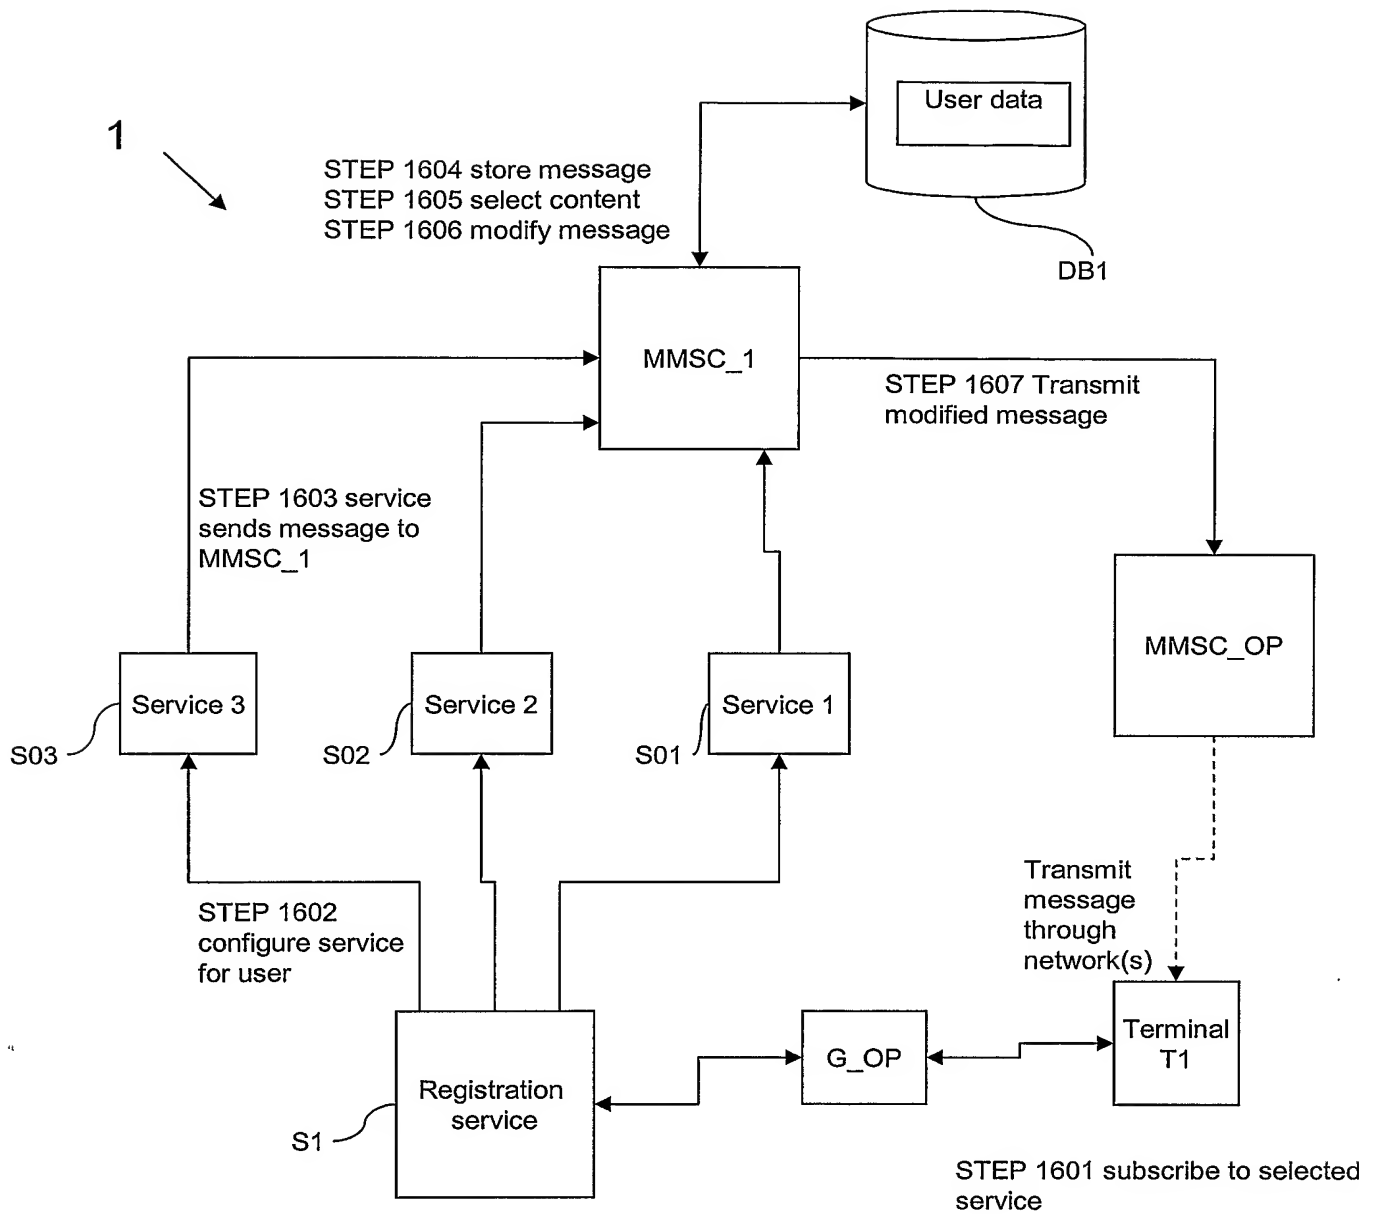 User data
1
STEP 1604 store message
STEP 1605 select content
STEP 1606 modify message
DB1
MMSC_1
STEP 1607 Transmit
modified message
STEP 1603 service
sends message to
MMSC_1
MMSC_OP
Service 3
Service 2
Service 1
S03
S02
S01
Transmit
message
through
network(s)
STEP 1602
configure service
for user
Terminal
T1
G_OP
Registration
service
S1
STEP 1601 subscribe to selected
service